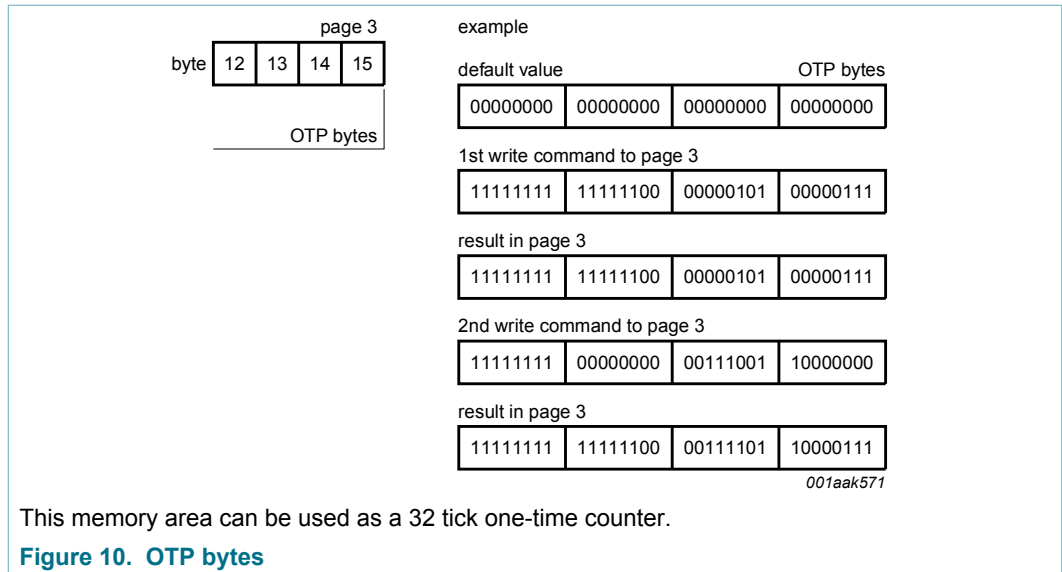 page 3
byte 12 13 14 15
OTP bytes
example
default value OTP bytes
00000000 00000000 00000000 00000000
1st write command to page 3
11111111 11111100 00000101 00000111
result in page 3
11111111 11111100 00000101 00000111
2nd write command to page 3
11111111 00000000 00111001 10000000
result in page 3
11111111 11111100 00111101 10000111
001aak571
This memory area can be used as a 32 tick one-time counter.
Figure 10. OTP bytes